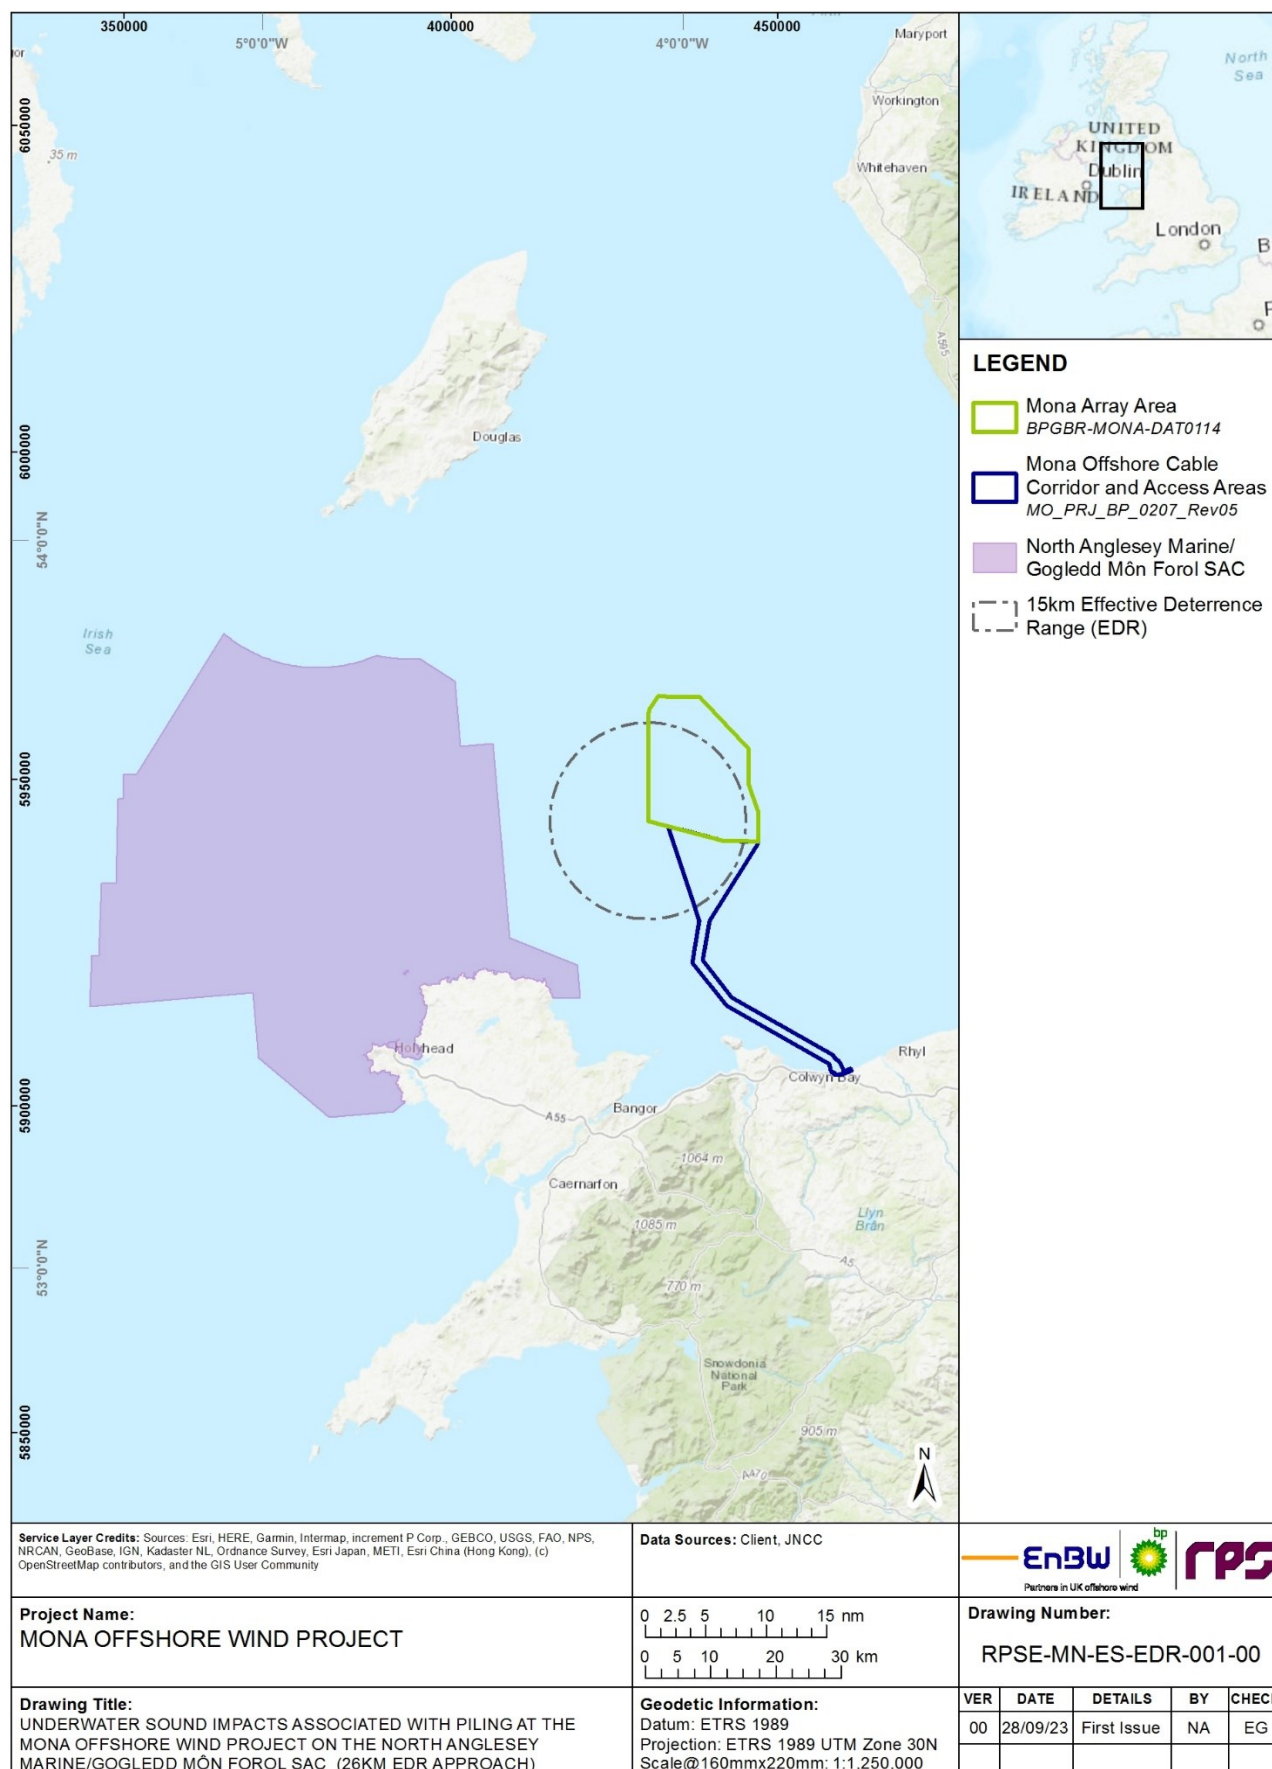 350000
400000
450000
5°0'0"W
4°0'0"W
6050000
6000000
54°0'0"N
5950000
5900000
53°0'0"N
5850000
or
35 m
Maryport
Workington
Whitehaven
A595
Douglas
Irish
Sea
Holyhead
Rhyl
Colwyn Bay
A55
Bangor
1064 m
Caernarfon
Llyn
Brân
1085 m
A5
770 m
Snowdonia
National
Park
905 m
A470
N
North
Sea
UNITED
KINGDOM
Dublin
IRELAND
London
B
P
LEGEND
Mona Array Area
BPGBR-MONA-DAT0114
Mona Offshore Cable
Corridor and Access Areas
MO_PRJ_BP_0207_Rev05
North Anglesey Marine/
Gogledd Môn Forol SAC
15km Effective Deterrence
Range (EDR)
Service Layer Credits: Sources: Esri, HERE, Garmin, Intermap, increment P Corp., GEBCO, USGS, FAO, NPS,
NRCAN, GeoBase, IGN, Kadaster NL, Ordnance Survey, Esri Japan, METI, Esri China (Hong Kong), (c)
OpenStreetMap contributors, and the GIS User Community
Data Sources: Client, JNCC
EnBW
bp
rps
Partners in UK offshore wind
Project Name:
MONA OFFSHORE WIND PROJECT
0 2.5 5 10 15 nm
0 5 10 20 30 km
Drawing Number:
RPSE-MN-ES-EDR-001-00
Drawing Title:
UNDERWATER SOUND IMPACTS ASSOCIATED WITH PILING AT THE
MONA OFFSHORE WIND PROJECT ON THE NORTH ANGLESEY
MARINE/GOGLEDD MÔN FOROL SAC (26KM EDR APPROACH)
Geodetic Information:
Datum: ETRS 1989
Projection: ETRS 1989 UTM Zone 30N
Scale@160mmx220mm: 1:1,250,000
VER DATE DETAILS BY CHEC
00 28/09/23 First Issue NA EG